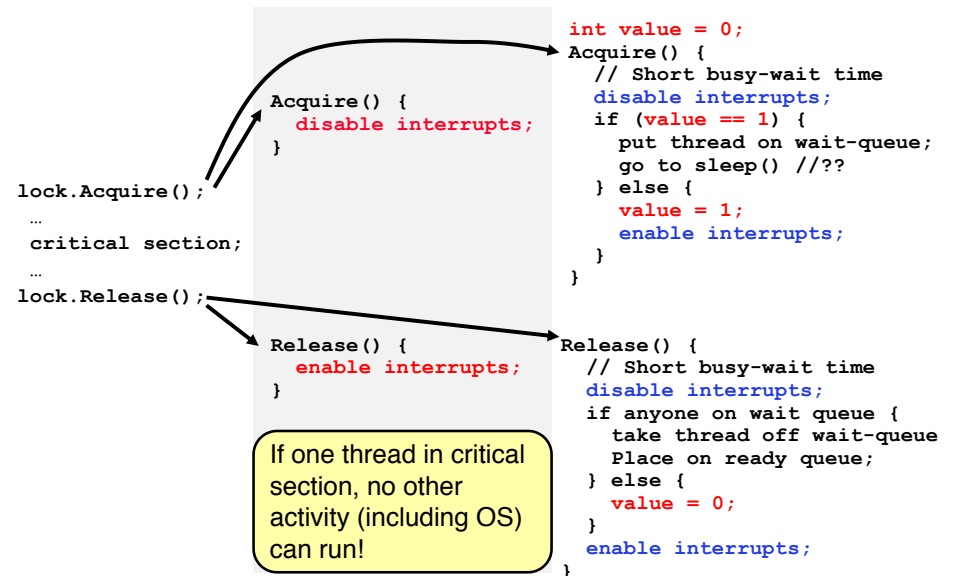 lock.Acquire();
…
critical section;
…
lock.Release();
Acquire() {
disable interrupts;
}
Release() {
enable interrupts;
}
If one thread in critical
section, no other
activity (including OS)
can run!
int value = 0;
Acquire() {
// Short busy-wait time
disable interrupts;
if (value == 1) {
put thread on wait-queue;
go to sleep() //??
} else {
value = 1;
enable interrupts;
}
}
Release() {
// Short busy-wait time
disable interrupts;
if anyone on wait queue {
take thread off wait-queue
Place on ready queue;
} else {
value = 0;
}
enable interrupts;
}